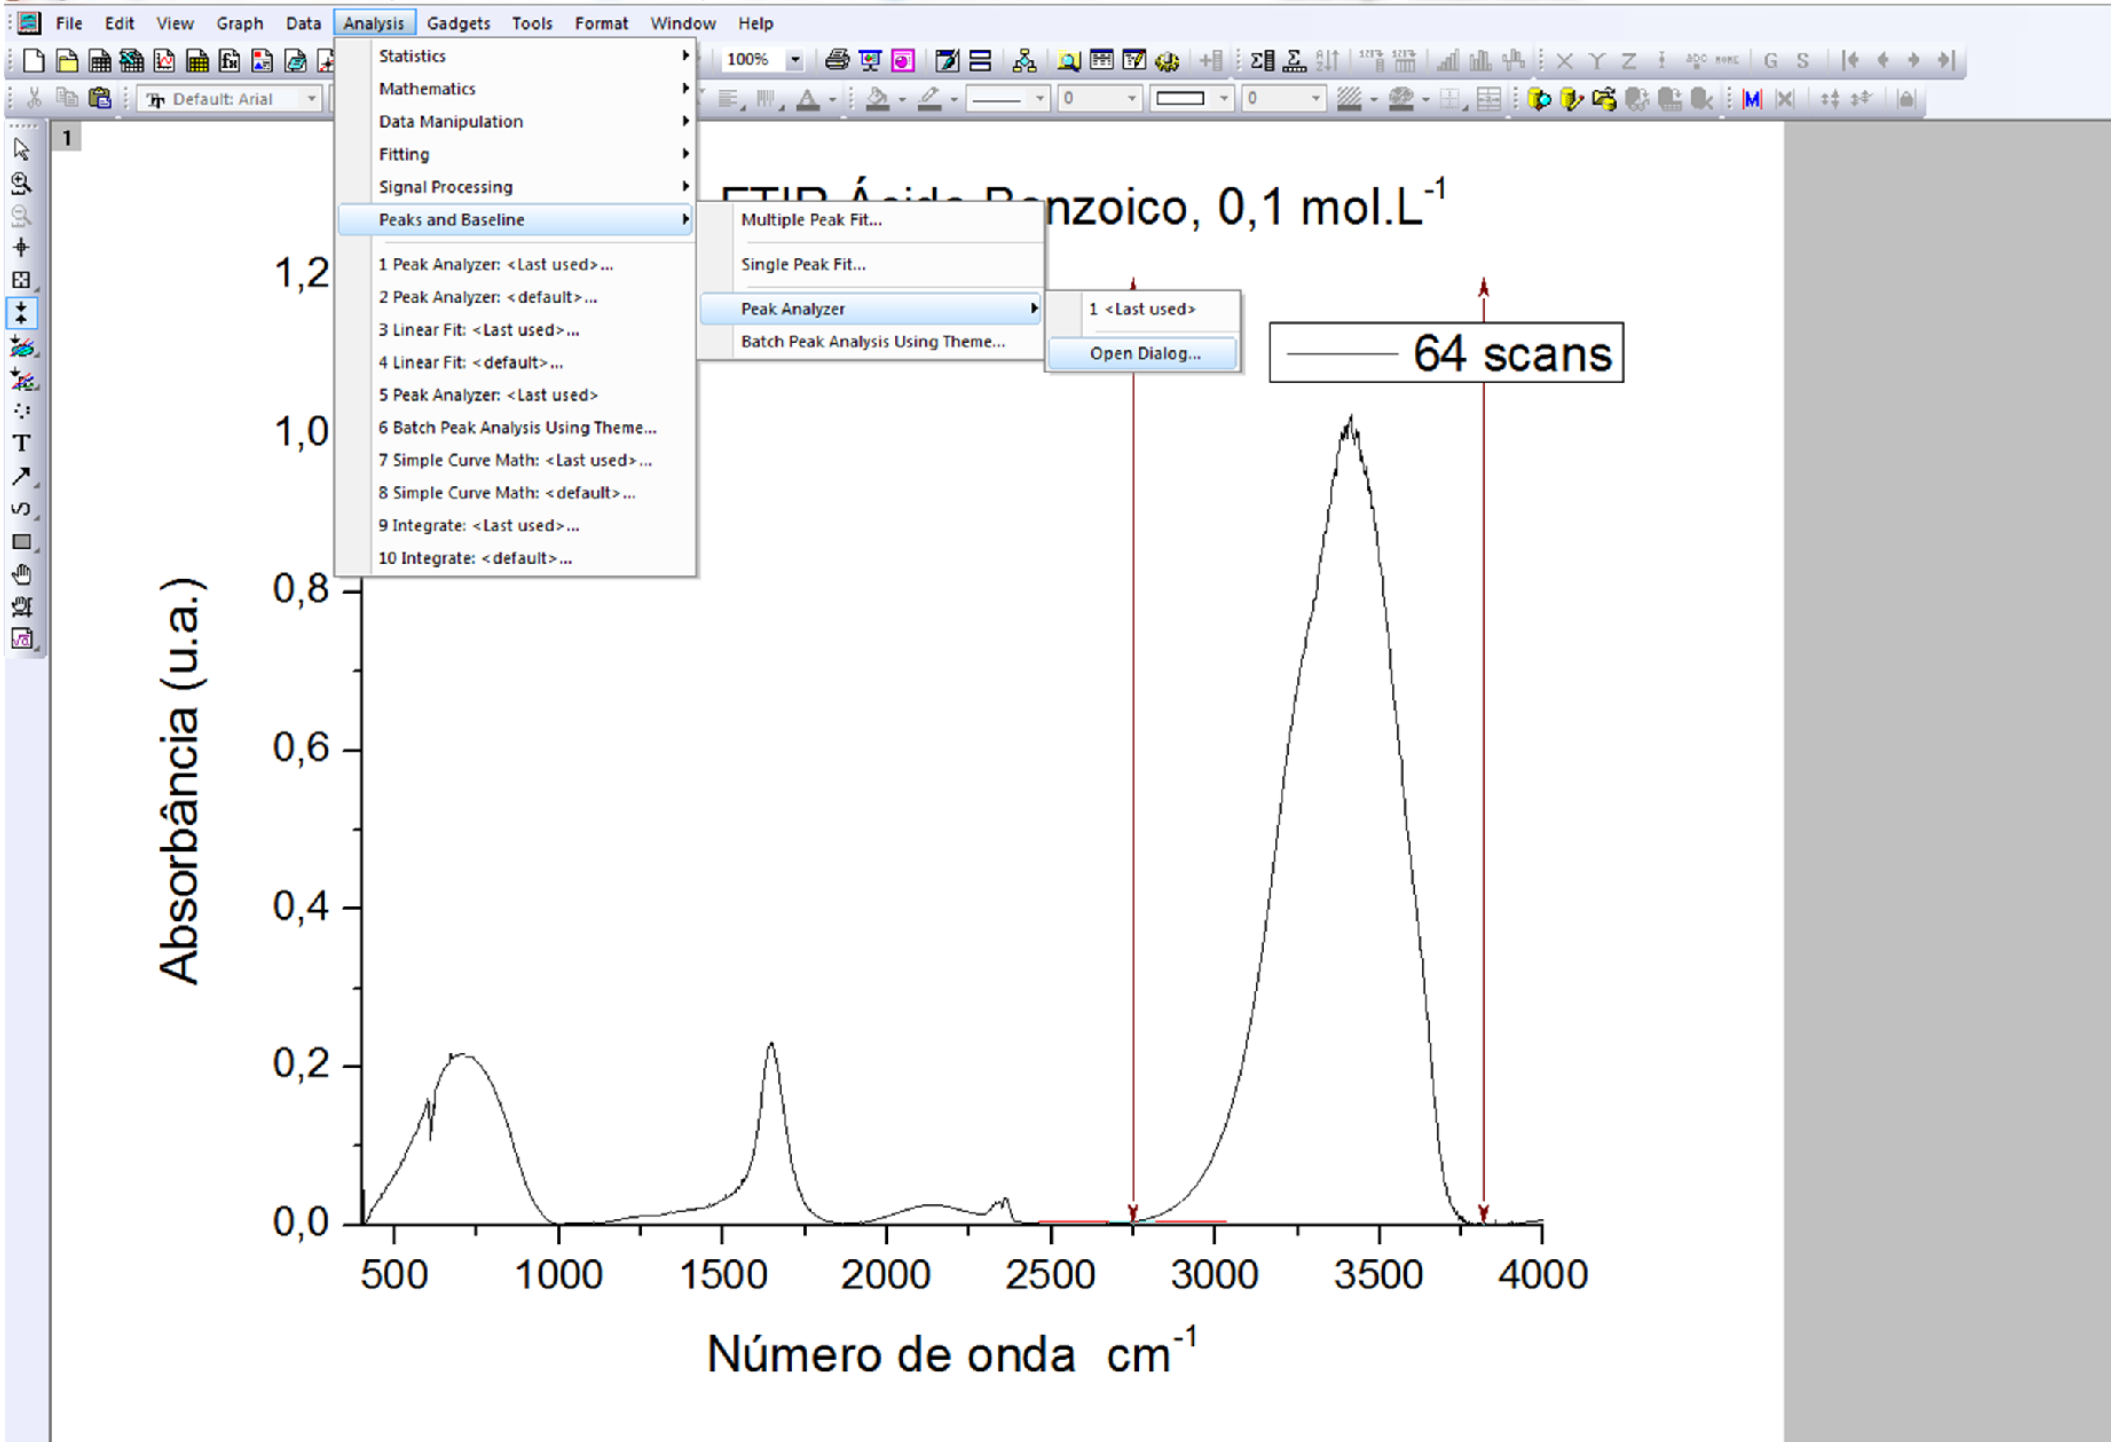 File Edit View Graph Data Analysis Gadgets Tools Format Window Help
100%
Default: Arial
0
0
X Y Z
G S
1
Statistics
Mathematics
Data Manipulation
Fitting
Signal Processing
Peaks and Baseline
1 Peak Analyzer: <Last used>...
2 Peak Analyzer: <default>...
3 Linear Fit: <Last used>...
4 Linear Fit: <default>...
5 Peak Analyzer: <Last used>
6 Batch Peak Analysis Using Theme...
7 Simple Curve Math: <Last used>...
8 Simple Curve Math: <default>...
9 Integrate: <Last used>...
10 Integrate: <default>...
Multiple Peak Fit...
Single Peak Fit...
Peak Analyzer
Batch Peak Analysis Using Theme...
1 <Last used>
Open Dialog...
nzoico, 0,1 mol.L-1
64 scans
Absorbância (u.a.)
1,2
1,0
0,8
0,6
0,4
0,2
0,0
500 1000 1500 2000 2500 3000 3500 4000
Número de onda cm-1